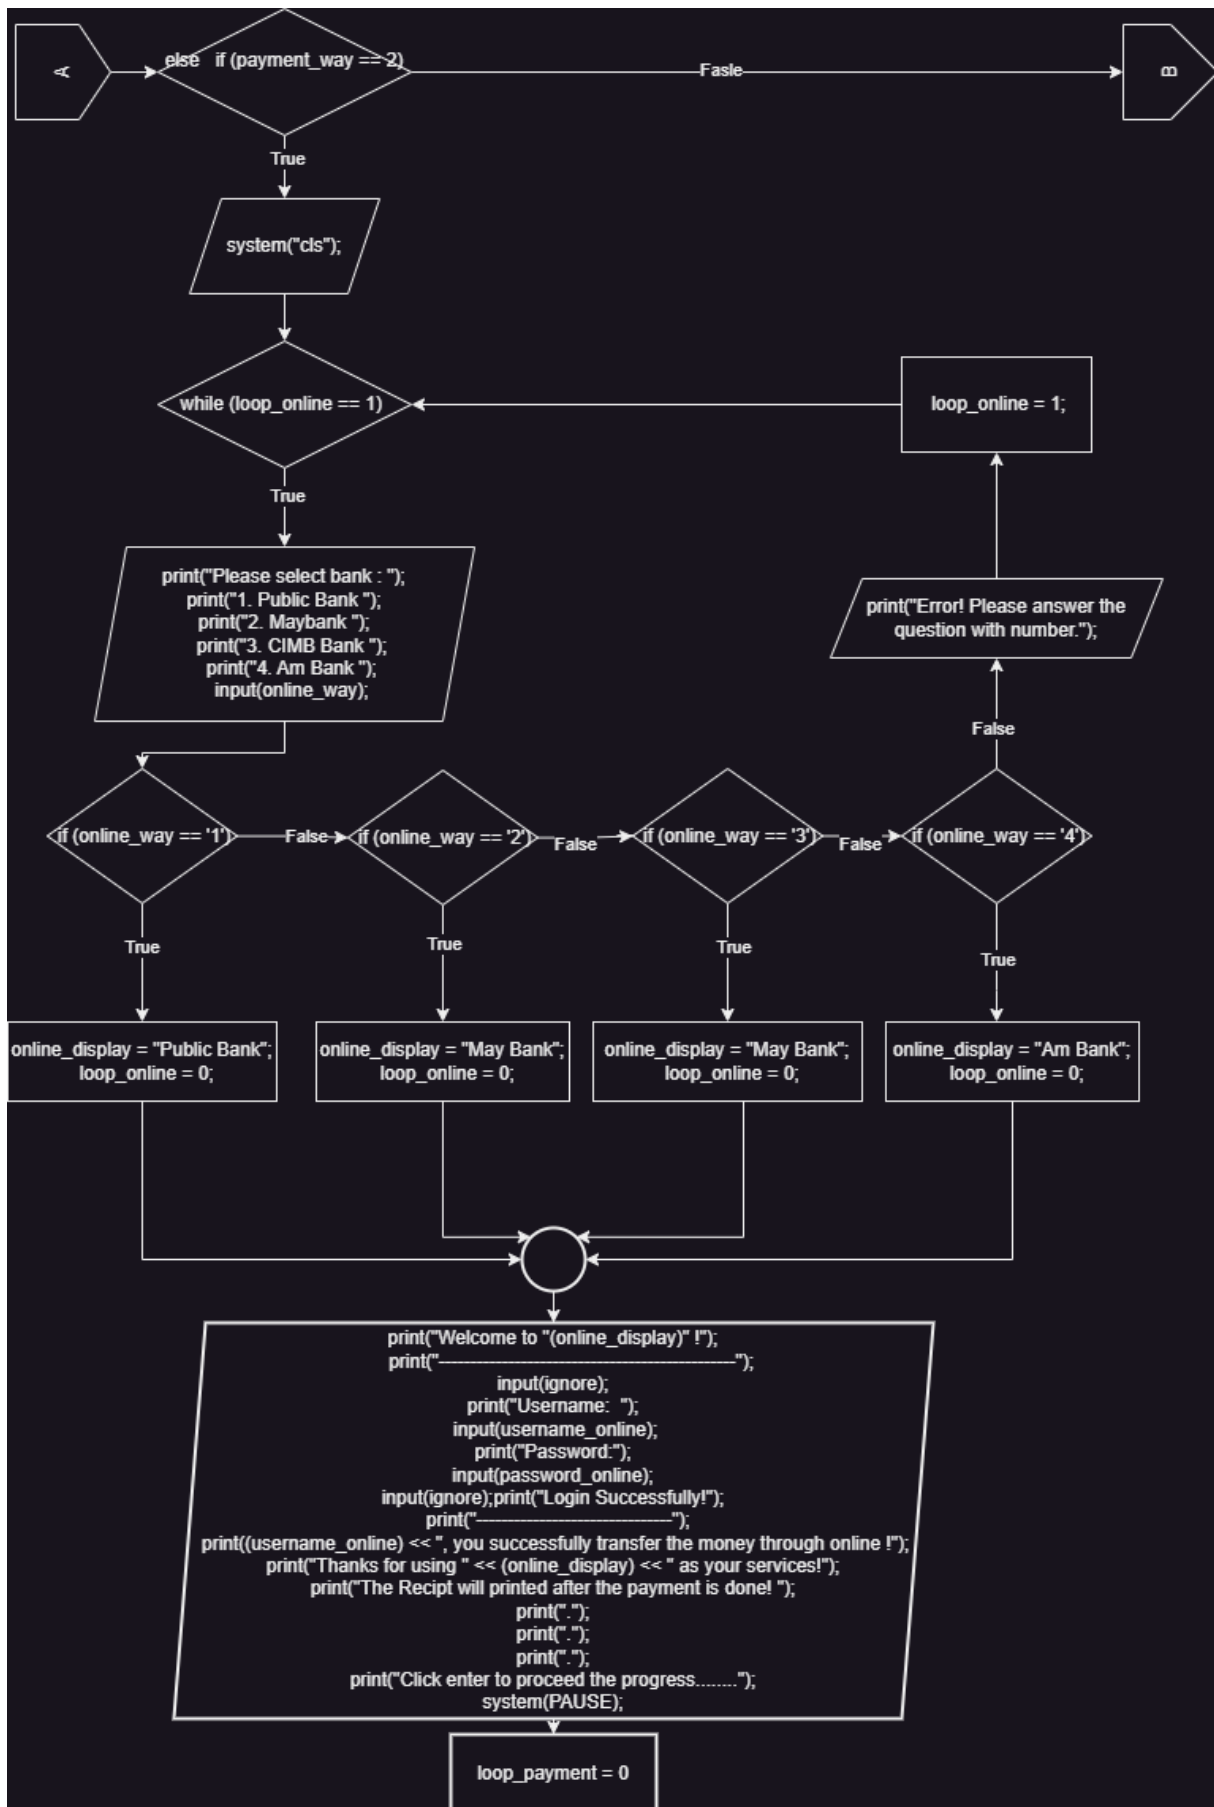 A
else   if (payment_way == 2)
Fasle
B
True
system("cls");
while (loop_online == 1)
loop_online = 1;
True
print("Please select bank : ");
print("1. Public Bank ");
print("2. Maybank ");
print("3. CIMB Bank ");
print("4. Am Bank ");
input(online_way);
print("Error! Please answer the
question with number.");
False
if (online_way == '1')
False
if (online_way == '2')
False
if (online_way == '3')
False
if (online_way == '4')
True
True
True
True
online_display = "Public Bank";
loop_online = 0;
online_display = "May Bank";
loop_online = 0;
online_display = "May Bank";
loop_online = 0;
online_display = "Am Bank";
loop_online = 0;
print("Welcome to "(online_display)" !");
print("-----------------------------------------------");
input(ignore);
print("Username:  ");
input(username_online);
print("Password:");
input(password_online);
input(ignore);print("Login Successfully!");
print("-------------------------------");
print((username_online) << ", you successfully transfer the money through online !");
print("Thanks for using " << (online_display) << " as your services!");
print("The Recipt will printed after the payment is done! ");
print(".");
print(".");
print(".");
print("Click enter to proceed the progress........");
system(PAUSE);
loop_payment = 0